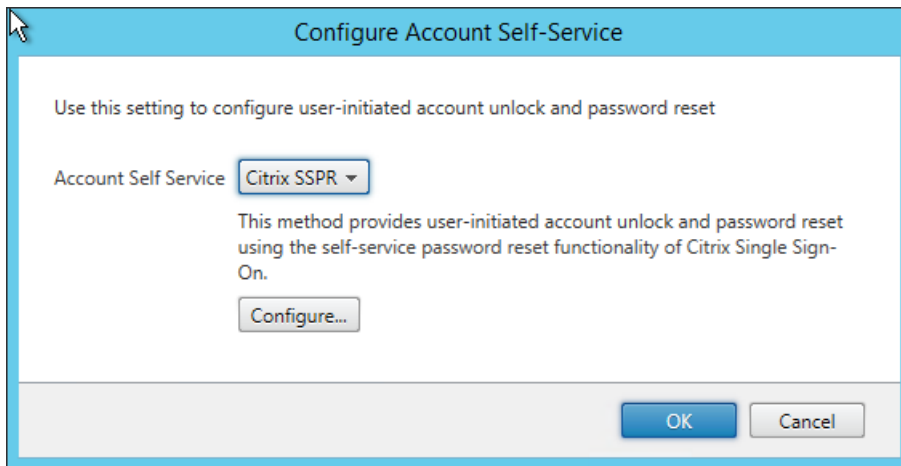 Configure Account Self-Service
Use this setting to configure user-initiated account unlock and password reset
Account Self Service Citrix SSPR
This method provides user-initiated account unlock and password reset
using the self-service password reset functionality of Citrix Single Sign-
On.
Configure...
OK Cancel